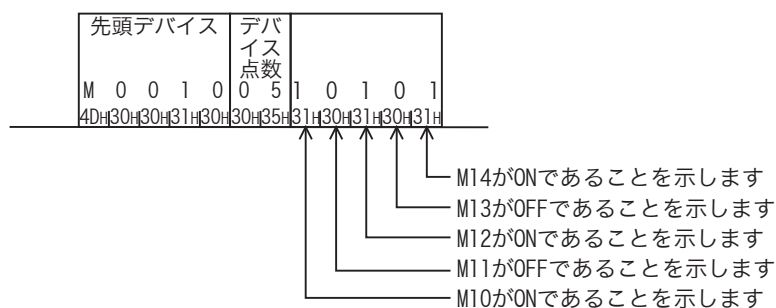 先頭デバイス
デバイス点数
M 0 0 1 0 0 5 1 0 1 0 1
4DH 30H 30H 31H 30H 30H 35H 31H 30H 31H 30H 31H
M14がONであることを示します
M13がOFFであることを示します
M12がONであることを示します
M11がOFFであることを示します
M10がONであることを示します